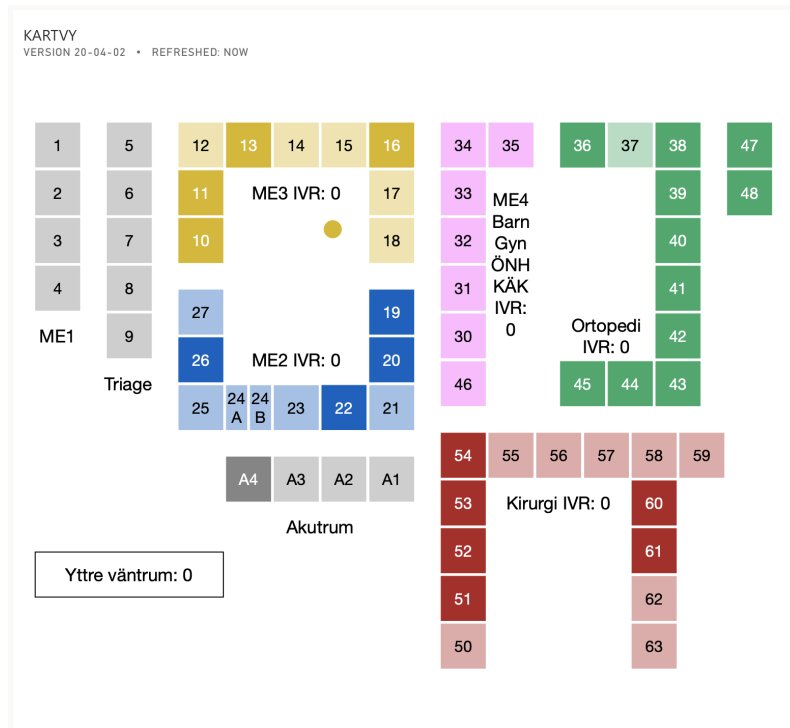 KARTVY
VERSION 20-04-02 • REFRESHED: NOW
1 5 12 13 14 15 16 34 35 36 37 38 47
2 6 11 ME3 IVR: 0 17 33 39 48
ME4
Barn
Gyn
ÖNH
KÄK
IVR:
0
3 7 10 18 32 40
4 8 27 19 31 41
ME1 9 26 ME2 IVR: 0 20 30 42
Ortopedi
IVR: 0
Triage
25 24 A 24 B 23 22 21 46 45 44 43
54 55 56 57 58 59
A4 A3 A2 A1
53 Kirurgi IVR: 0 60
Akutrum
52 61
Yttre väntrum: 0
51 62
50 63